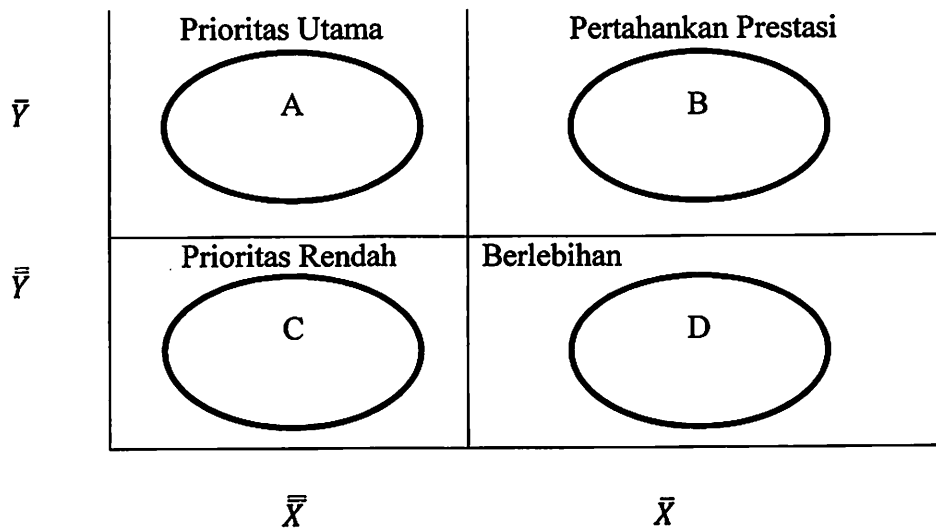 Prioritas Utama
Pertahankan Prestasi
A
B
Ȳ
Prioritas Rendah
Berlebihan
Y̿
C
D
X̿
X̄